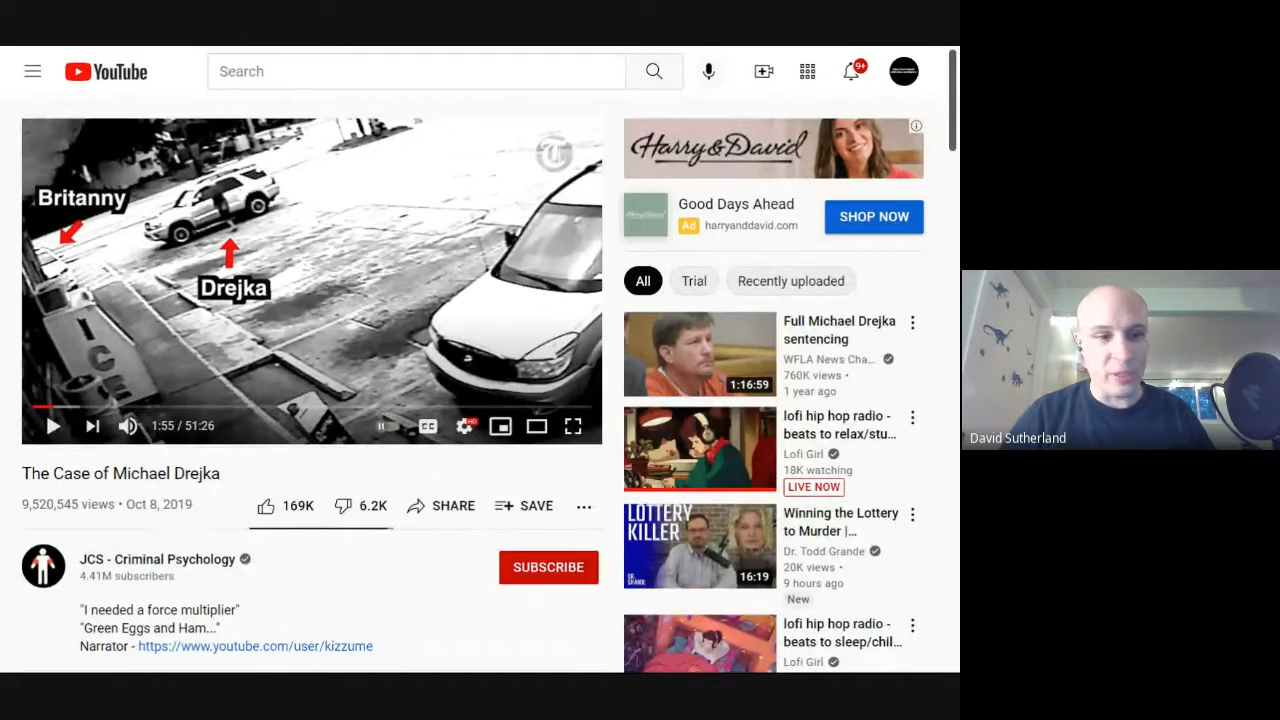 YouTube
Search
9+
Britanny
Drejka
ICE
1:55 / 51:26
CC
HD
The Case of Michael Drejka
9,520,545 views • Oct 8, 2019
169K
6.2K
SHARE
SAVE
JCS - Criminal Psychology
4.41M subscribers
SUBSCRIBE
"I needed a force multiplier"
"Green Eggs and Ham..."
Narrator - https://www.youtube.com/user/kizzume
Harry & David
Good Days Ahead
Ad harryanddavid.com
SHOP NOW
All
Trial
Recently uploaded
1:16:59
Full Michael Drejka
sentencing
WFLA News Cha...
760K views •
1 year ago
lofi hip hop radio -
beats to relax/stu...
Lofi Girl
18K watching
LIVE NOW
LOTTERY
KILLER
16:19
Winning the Lottery
to Murder |...
Dr. Todd Grande
20K views •
9 hours ago
New
lofi hip hop radio -
beats to sleep/chil...
Lofi Girl
David Sutherland